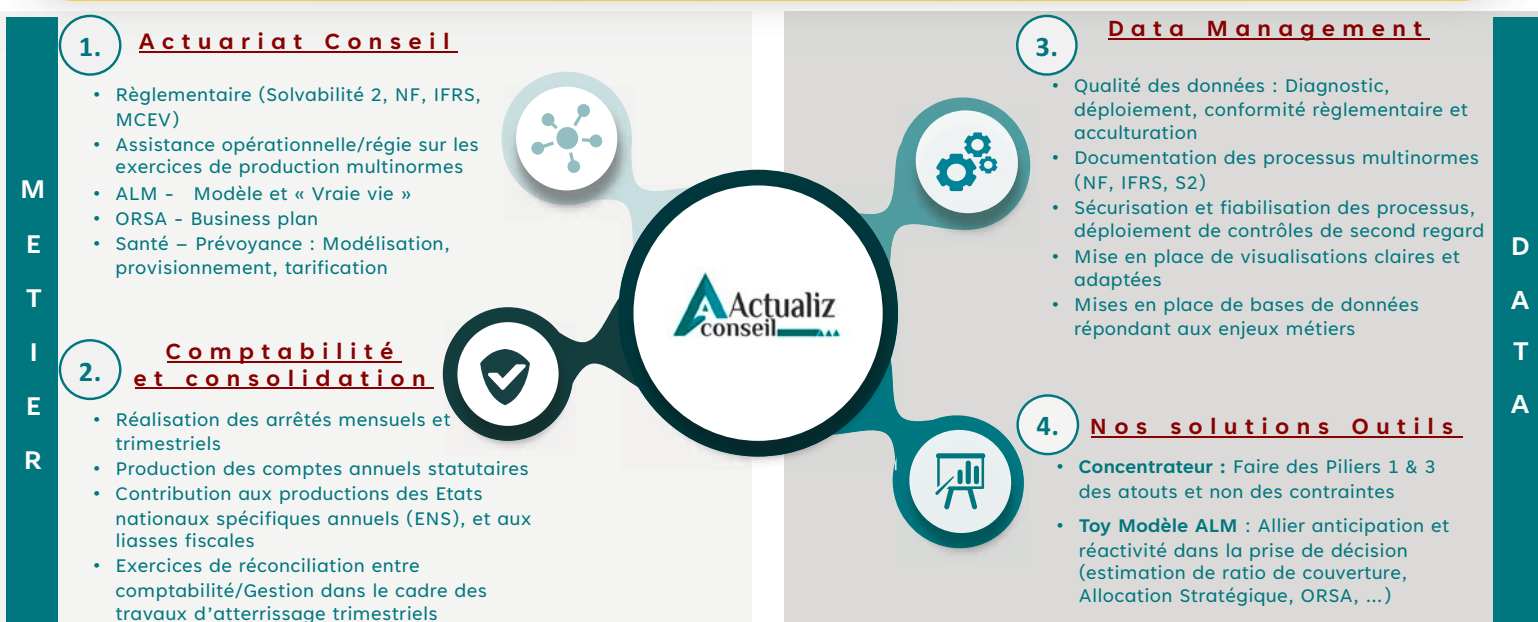 M
E
T
I
E
R
1.
Actuariat Conseil
• Règlementaire (Solvabilité 2, NF, IFRS,
MCEV)
• Assistance opérationnelle/régie sur les
exercices de production multinormes
• ALM - Modèle et « Vraie vie »
• ORSA - Business plan
• Santé – Prévoyance : Modélisation,
provisionnement, tarification
2.
Comptabilité
et consolidation
• Réalisation des arrêtés mensuels et
trimestriels
• Production des comptes annuels statutaires
• Contribution aux productions des Etats
nationaux spécifiques annuels (ENS), et aux
liasses fiscales
• Exercices de réconciliation entre
comptabilité/Gestion dans le cadre des
travaux d’atterrissage trimestriels
Actualiz
conseil
3.
Data Management
• Qualité des données : Diagnostic,
déploiement, conformité règlementaire et
acculturation
• Documentation des processus multinormes
(NF, IFRS, S2)
• Sécurisation et fiabilisation des processus,
déploiement de contrôles de second regard
• Mise en place de visualisations claires et
adaptées
• Mises en place de bases de données
répondant aux enjeux métiers
4.
Nos solutions Outils
• Concentrateur : Faire des Piliers 1 & 3
des atouts et non des contraintes
• Toy Modèle ALM : Allier anticipation et
réactivité dans la prise de décision
(estimation de ratio de couverture,
Allocation Stratégique, ORSA, ...)
D
A
T
A